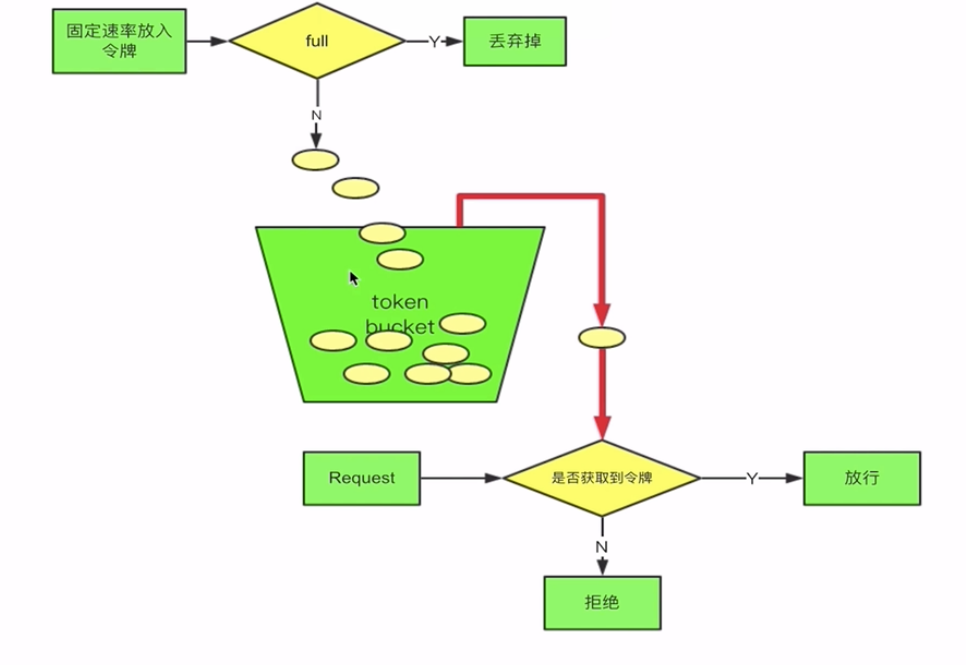 固定速率放入
令牌
full
Y
丢弃掉
N
token
bucket
Request
是否获取到令牌
Y
放行
N
拒绝